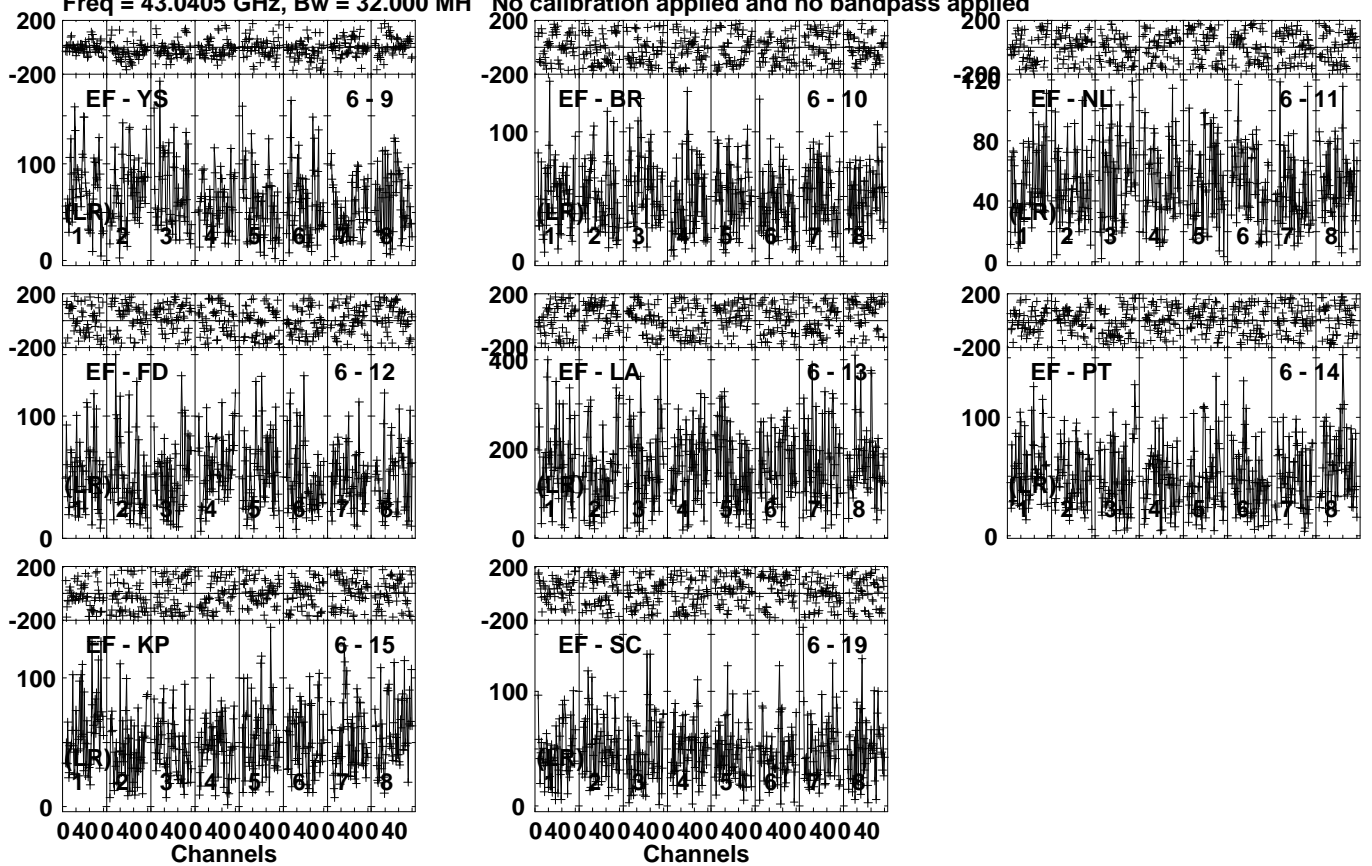 Freq = 43.0405 GHz, Bw = 32.000 MH No calibration applied and no bandpass applied
200
-200
EF - YS 6 - 9
100
(LR)
1 2 3 4 5 6 7 8
0
200
-200
EF - BR 6 - 10
100
(LR)
1 2 3 4 5 6 7 8
0
200
-200
120
EF - NL 6 - 11
80
40
(LR)
1 2 3 4 5 6 7 8
0
200
-200
EF - FD 6 - 12
100
(LR)
1 2 3 4 5 6 7 8
0
200
-200
400
EF - LA 6 - 13
200
(LR)
1 2 3 4 5 6 7 8
0
200
-200
EF - PT 6 - 14
100
(LR)
1 2 3 4 5 6 7 8
0
200
-200
EF - KP 6 - 15
100
(LR)
1 2 3 4 5 6 7 8
0
0 40 0 40 0 40 0 40 0 40 0 40 0 40 0 40
Channels
200
-200
EF - SC 6 - 19
100
(LR)
1 2 3 4 5 6 7 8
0
0 40 0 40 0 40 0 40 0 40 0 40 0 40 0 40
Channels